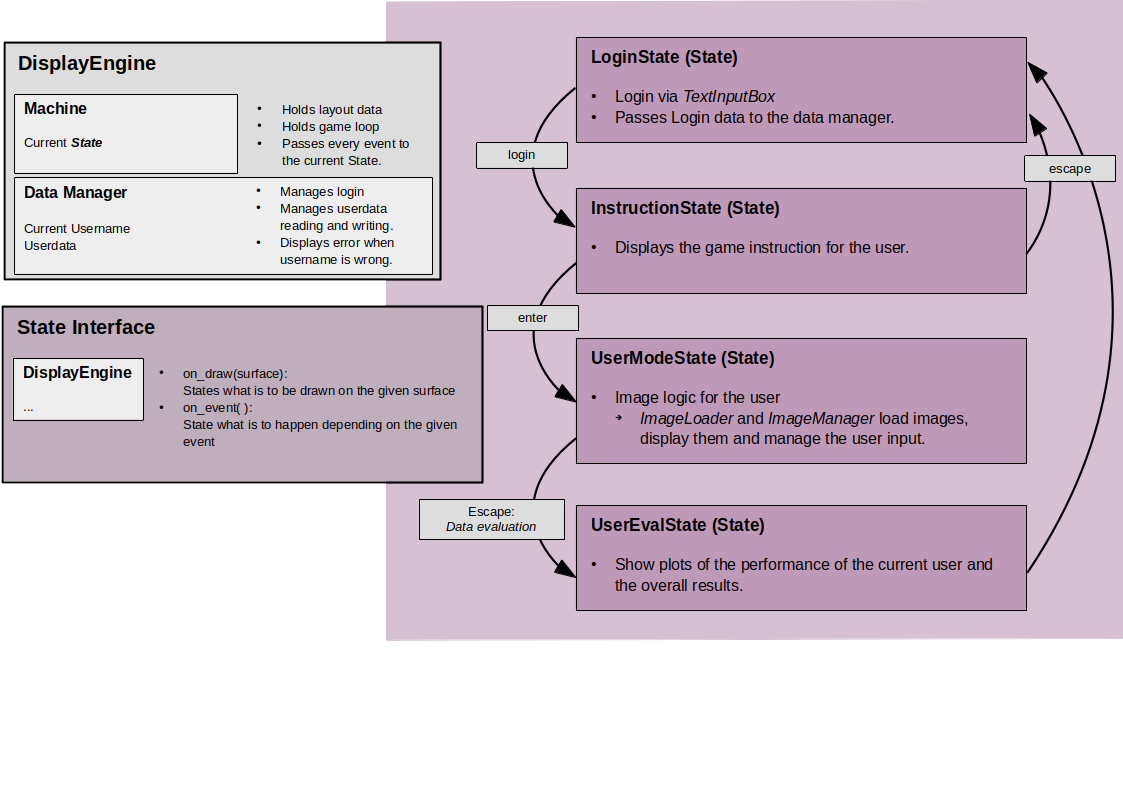 DisplayEngine
Machine
Current State
• Holds layout data
• Holds game loop
• Passes every event to
the current State.
Data Manager
Current Username
Userdata
• Manages login
• Manages userdata
reading and writing.
• Displays error when
username is wrong.
State Interface
DisplayEngine
...
• on_draw(surface):
States what is to be drawn on the given surface
• on_event( ):
State what is to happen depending on the given
event
LoginState (State)
• Login via TextInputBox
• Passes Login data to the data manager.
login
escape
InstructionState (State)
• Displays the game instruction for the user.
enter
UserModeState (State)
• Image logic for the user
➔ ImageLoader and ImageManager load images,
display them and manage the user input.
Escape:
Data evaluation
UserEvalState (State)
• Show plots of the performance of the current user and
the overall results.